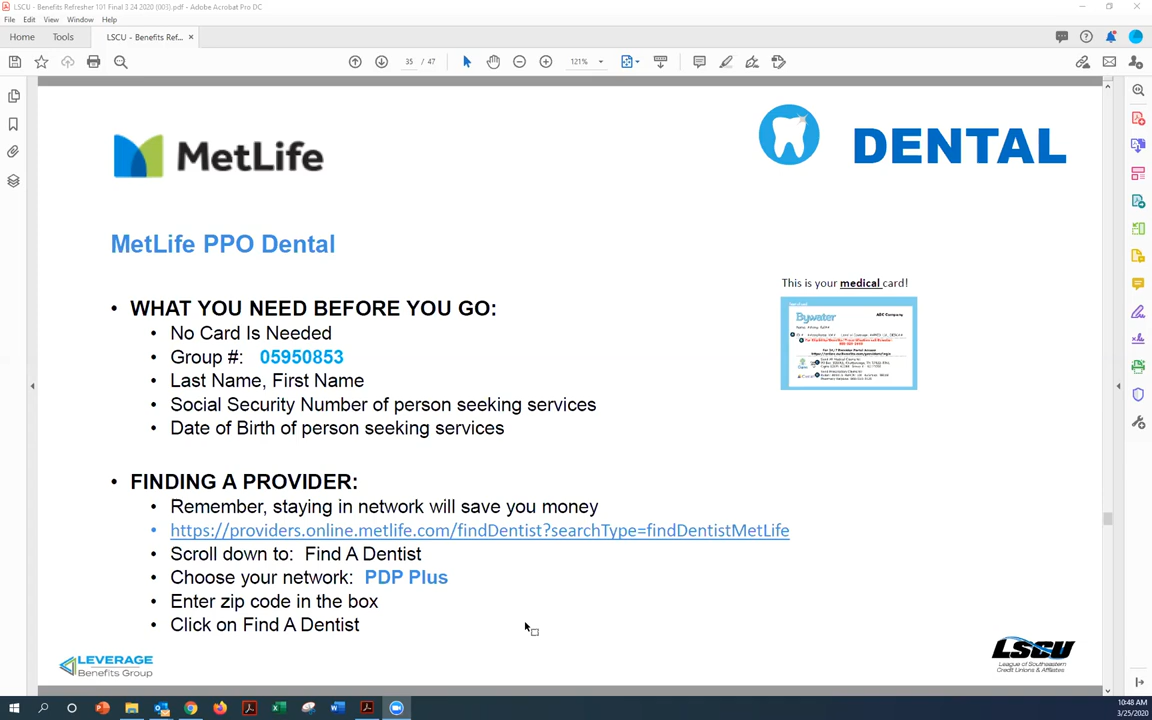 LSCU - Benefits Refresher 101 Final 3 24 2020 (003).pdf - Adobe Acrobat Pro DC
File Edit View Window Help
Home Tools LSCU - Benefits Ref... ×
35 / 47 121%
MetLife
DENTAL
MetLife PPO Dental
This is your medical card!
Bywater
ABC Company
• WHAT YOU NEED BEFORE YOU GO:
• No Card Is Needed
• Group #: 05950853
• Last Name, First Name
• Social Security Number of person seeking services
• Date of Birth of person seeking services
• FINDING A PROVIDER:
• Remember, staying in network will save you money
• https://providers.online.metlife.com/findDentist?searchType=findDentistMetLife
• Scroll down to: Find A Dentist
• Choose your network: PDP Plus
• Enter zip code in the box
• Click on Find A Dentist
LEVERAGE
Benefits Group
LSCU
League of Southeastern
Credit Unions & Affiliates
10:48 AM
3/25/2020